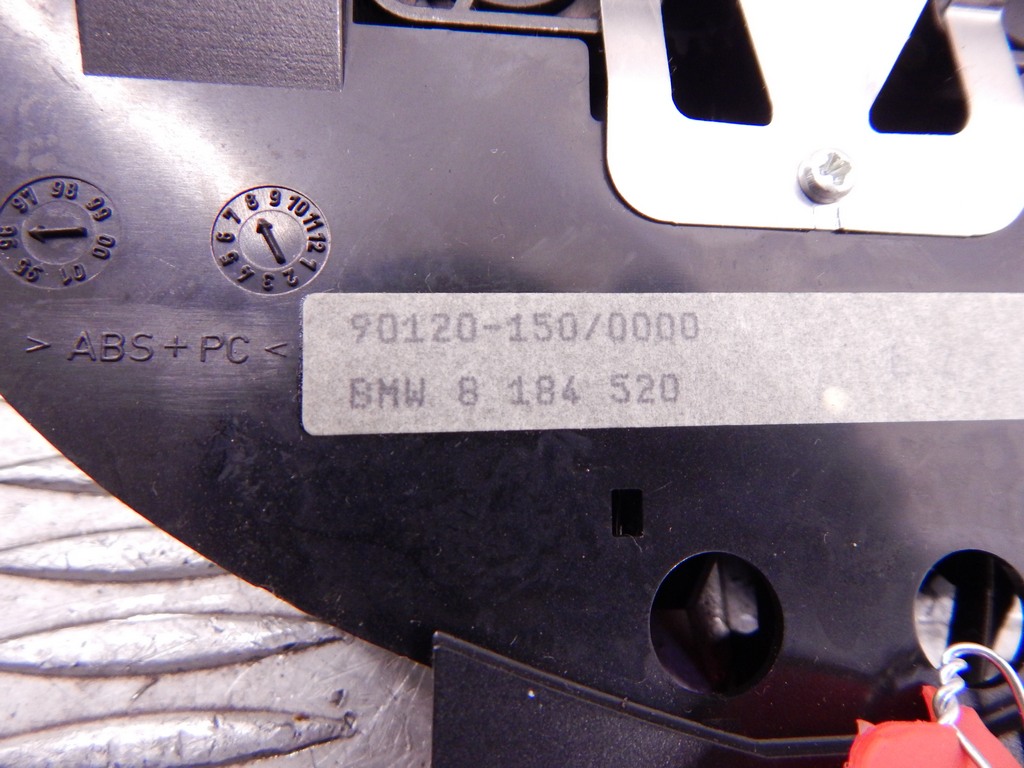 97 98 99 00 01 95 96
7 8 9 10 11 12 1 2 3 4 5 6
> ABS + PC <
90120-150/0000
BMW 8 184 520